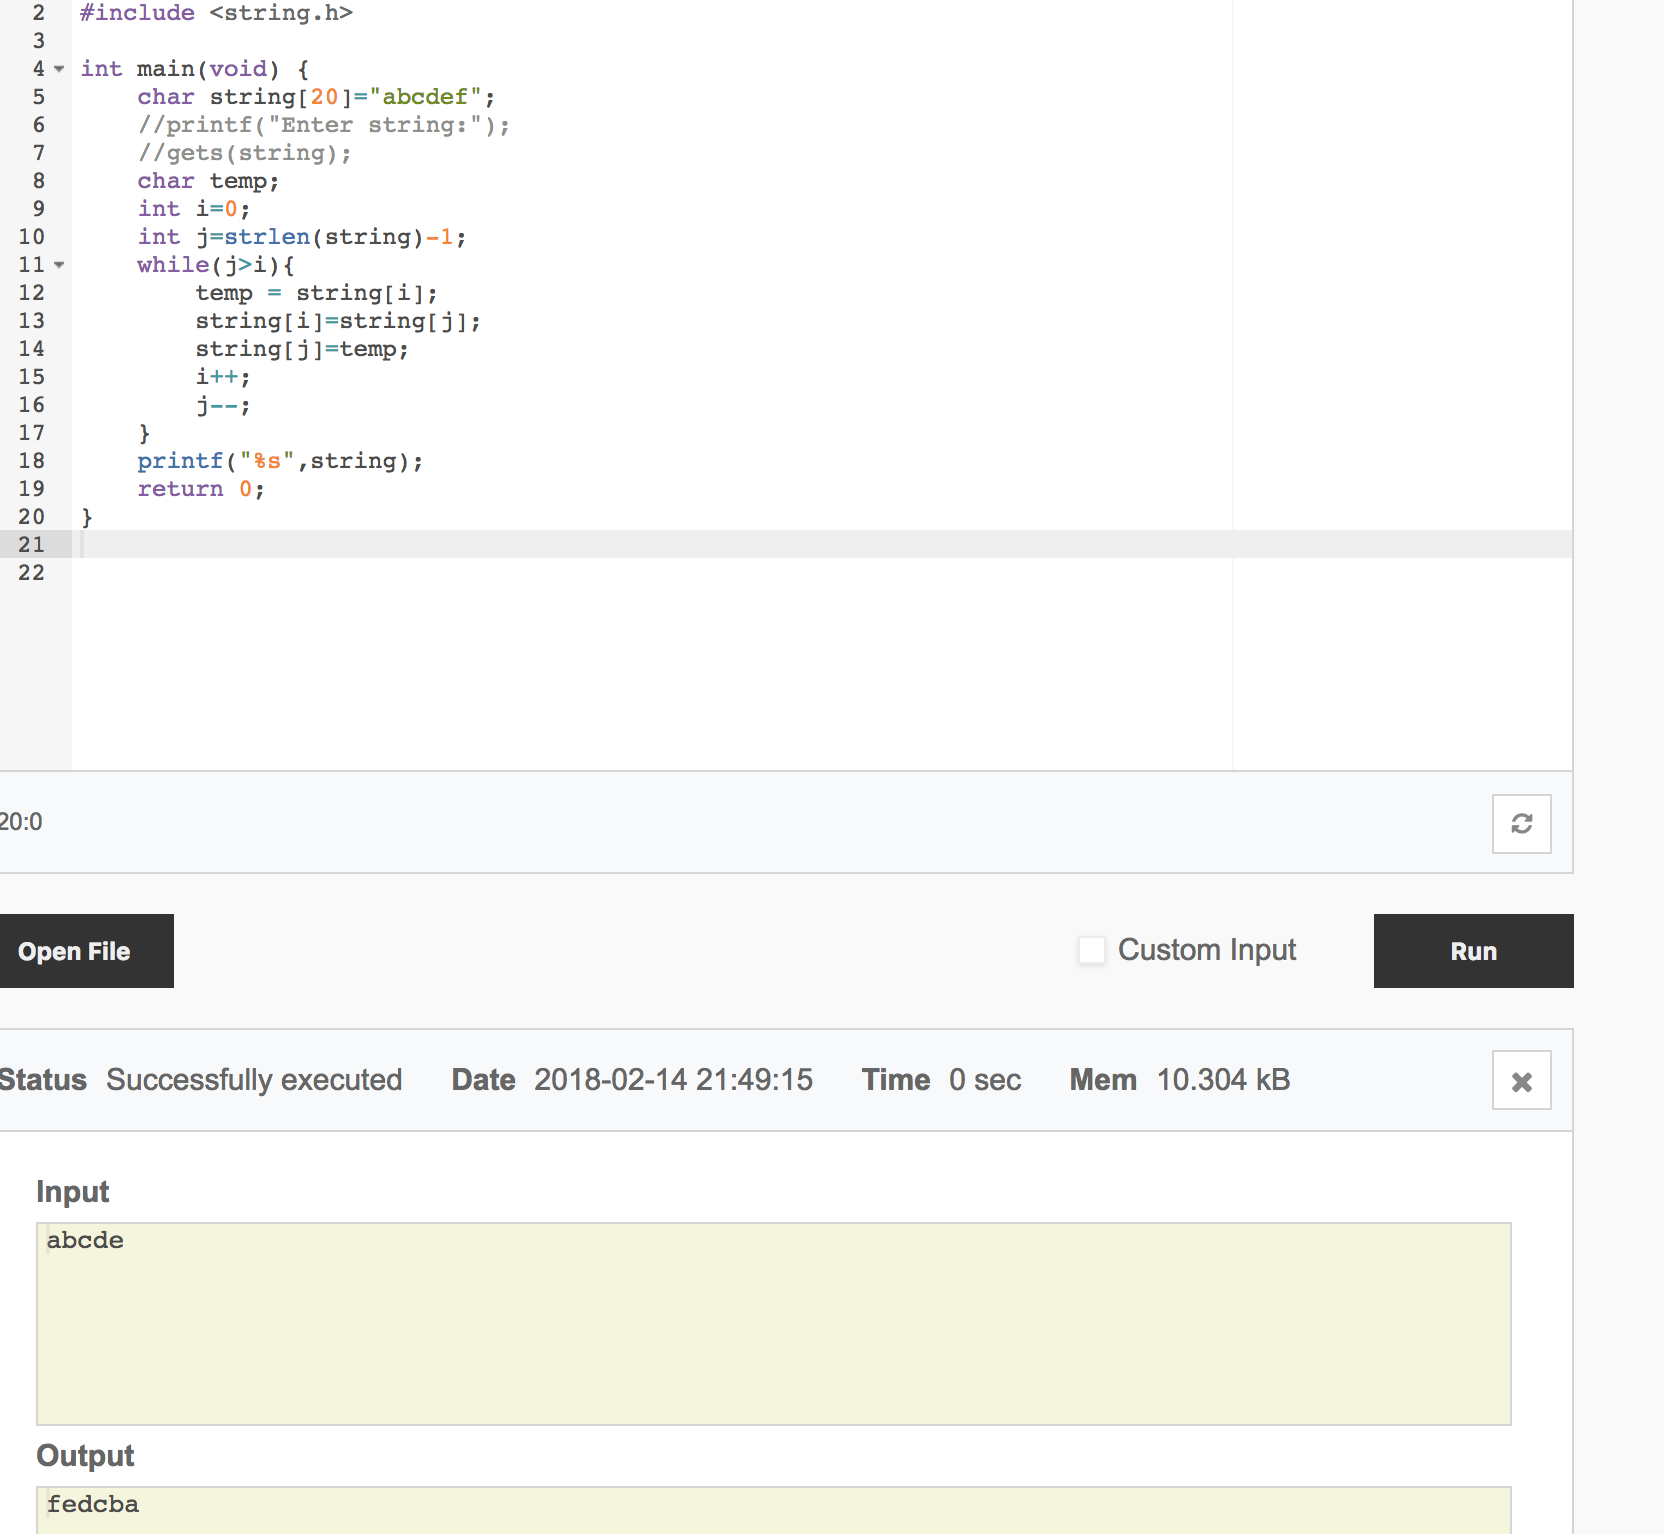 2 #include <string.h>
3
4 int main(void) {
5     char string[20]="abcdef";
6     //printf("Enter string:");
7     //gets(string);
8     char temp;
9     int i=0;
10     int j=strlen(string)-1;
11     while(j>i){
12         temp = string[i];
13         string[i]=string[j];
14         string[j]=temp;
15         i++;
16         j--;
17     }
18     printf("%s",string);
19     return 0;
20 }
21
22
20:0
Open File Custom Input Run
Status Successfully executed Date 2018-02-14 21:49:15 Time 0 sec Mem 10.304 kB
Input
abcde
Output
fedcba